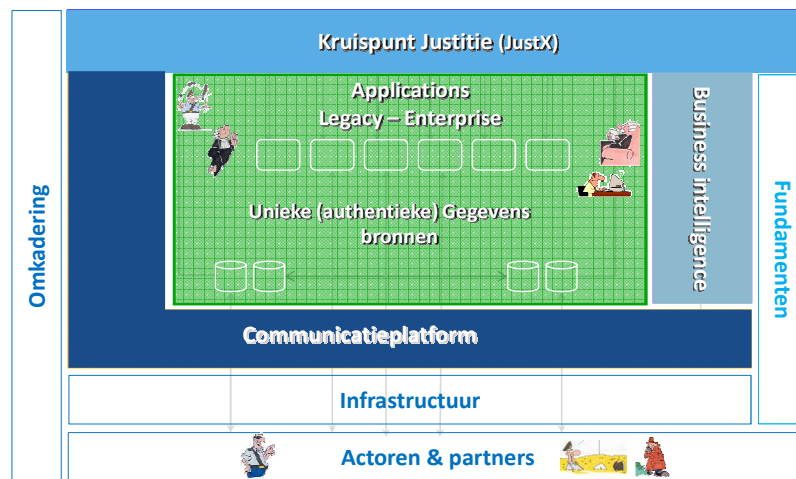 Kruispunt Justitie (JustX)
Applications
Legacy – Enterprise
Unieke (authentieke) Gegevens
bronnen
Business intelligence
Omkadering
Fundamenten
Communicatieplatform
Infrastructuur
Actoren & partners